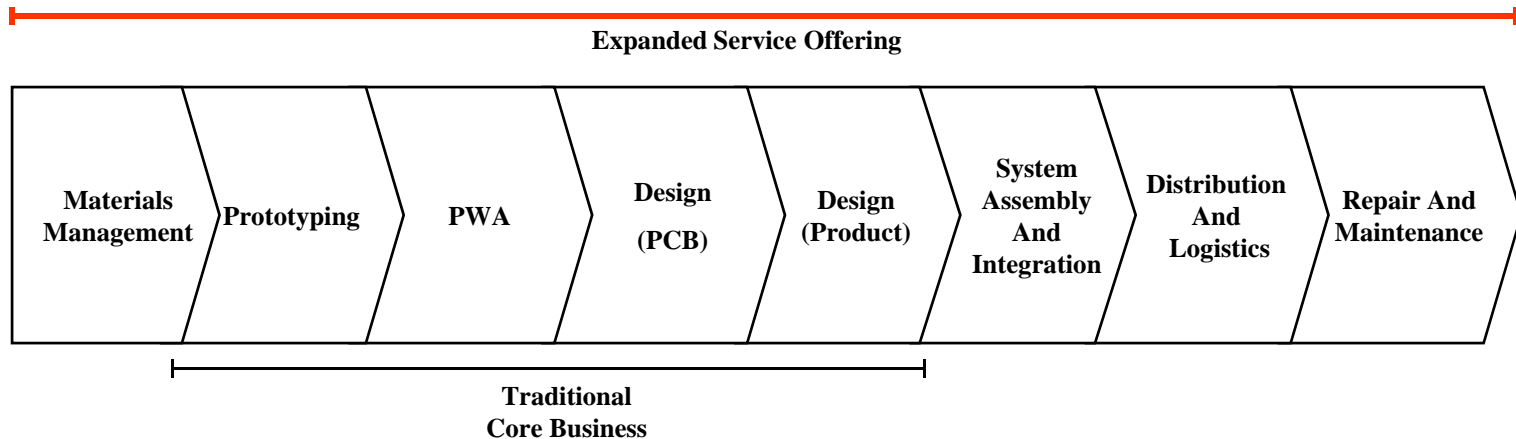 Expanded Service Offering
Materials
Management
Prototyping
PWA
Design
(PCB)
Design
(Product)
System
Assembly
And
Integration
Distribution
And
Logistics
Repair And
Maintenance
Traditional
Core Business